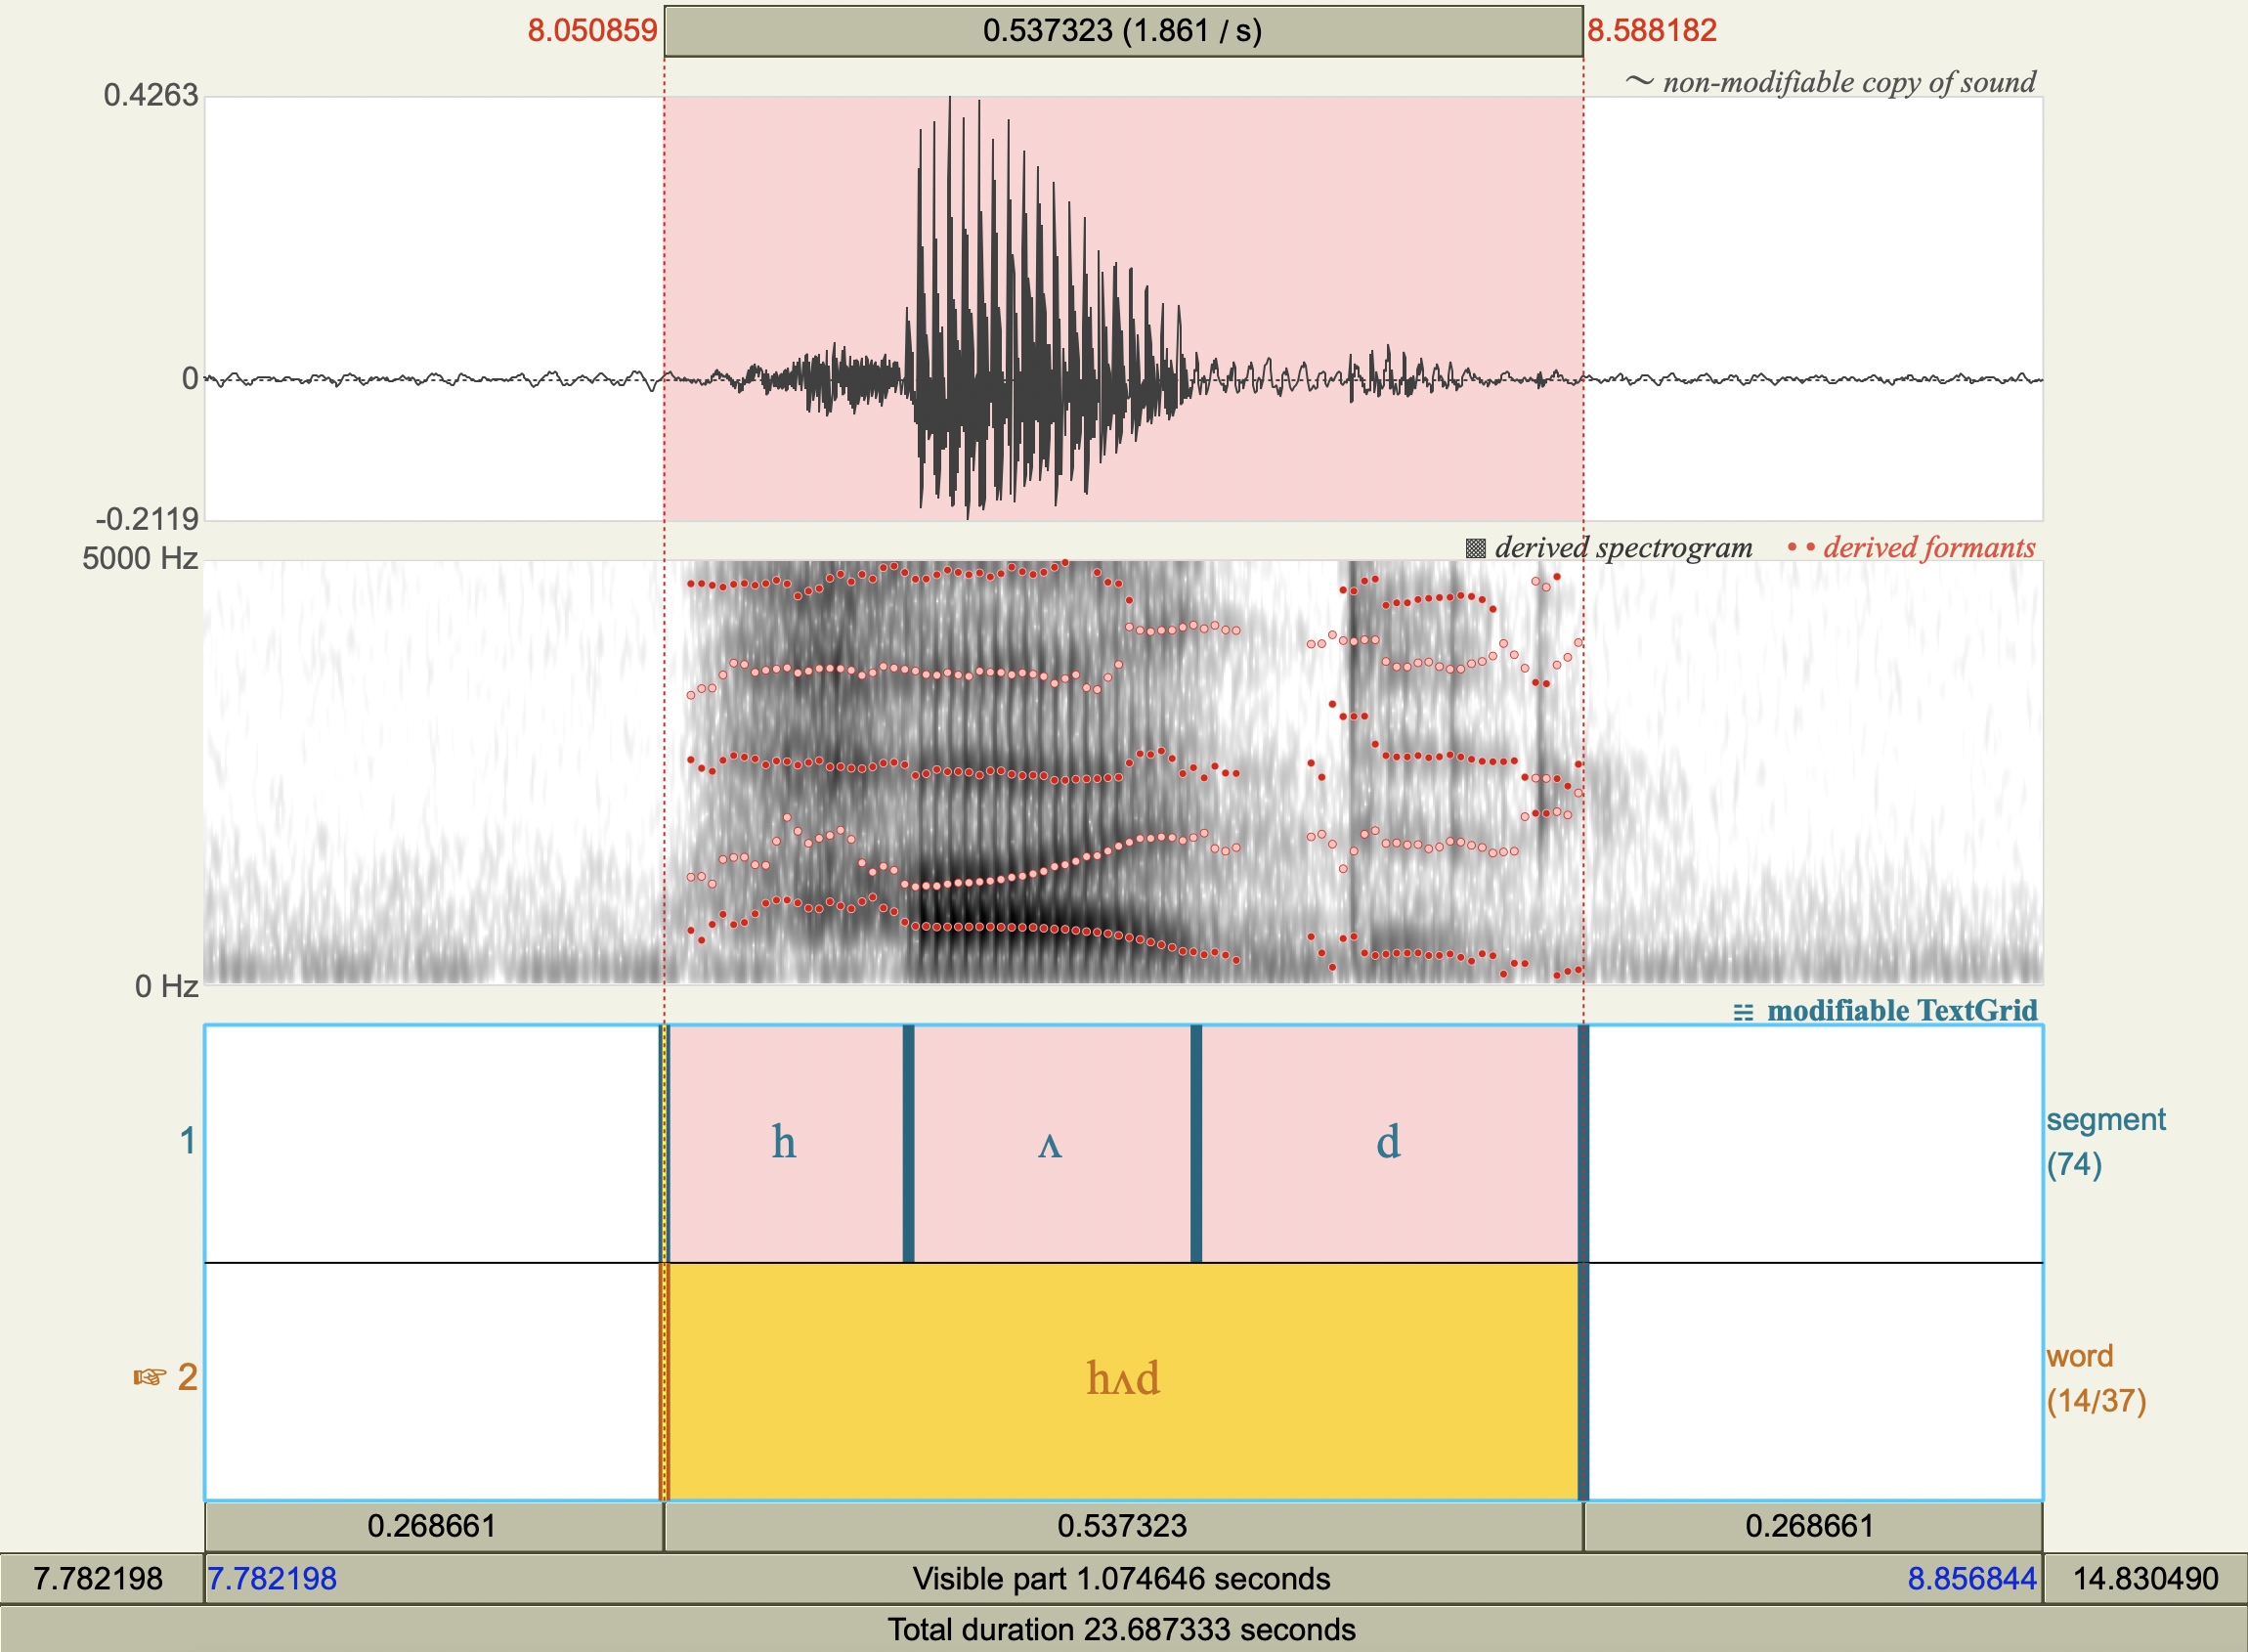 8.050859 0.537323 (1.861 / s) 8.588182
0.4263
~ non-modifiable copy of sound
0
-0.2119
derived spectrogram •• derived formants
5000 Hz
0 Hz
modifiable TextGrid
1 h ʌ d segment
(74)
☞ 2 hʌd word
(14/37)
0.268661 0.537323 0.268661
7.782198 7.782198 Visible part 1.074646 seconds 8.856844 14.830490
Total duration 23.687333 seconds